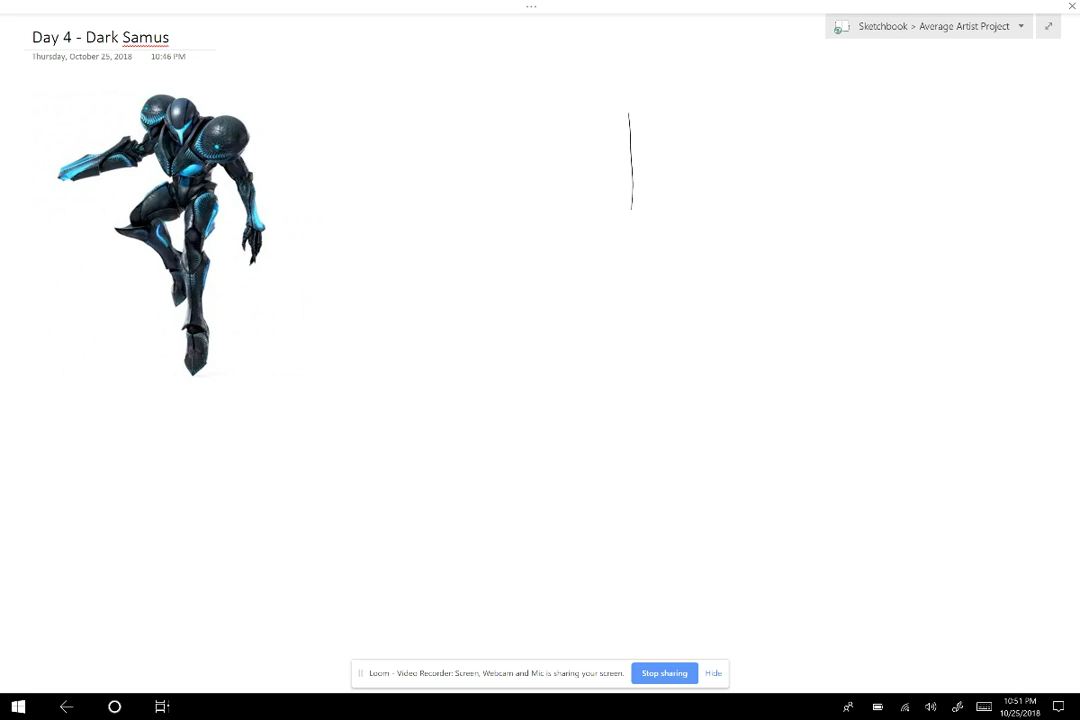 Day 4 - Dark Samus
Thursday, October 25, 2018 10:46 PM
Sketchbook > Average Artist Project
Loom - Video Recorder: Screen, Webcam and Mic is sharing your screen. Stop sharing Hide
10:51 PM
10/25/2018